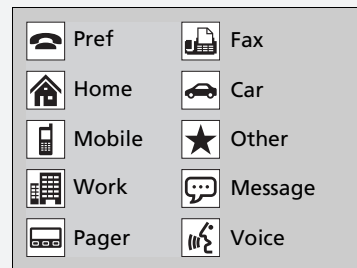 Pref
Home
Mobile
Work
Pager
Fax
Car
Other
Message
Voice